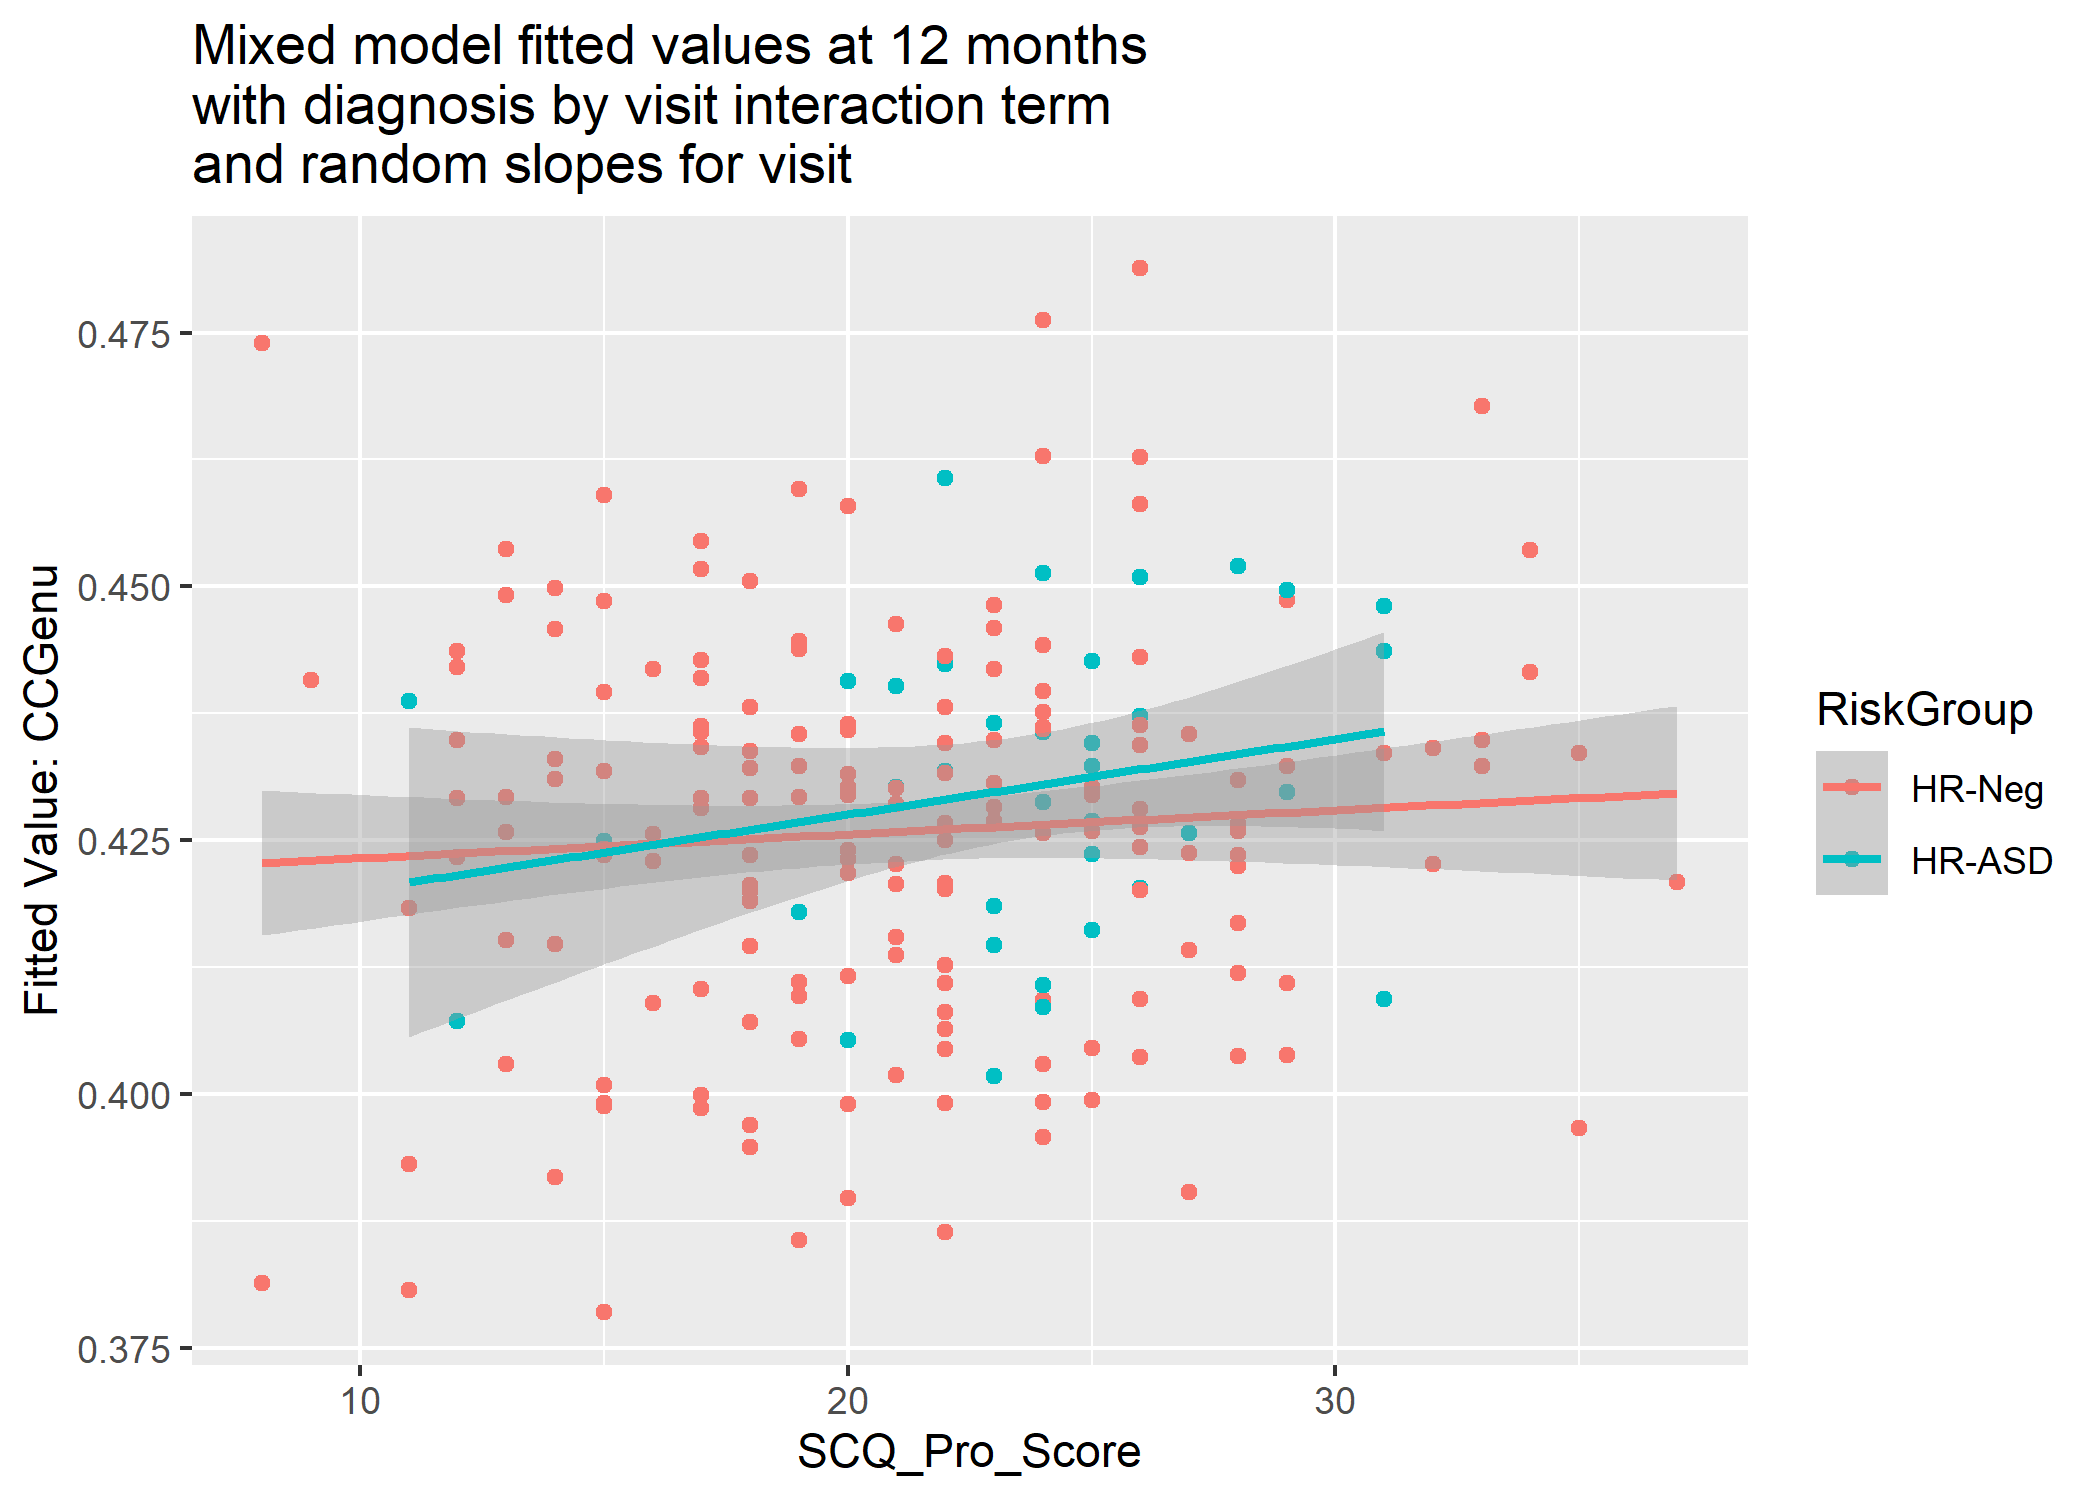 Mixed model fitted values at 12 months
with diagnosis by visit interaction term
and random slopes for visit
Fitted Value: CCGenu
0.475
0.450
0.425
0.400
0.375
10
20
30
SCQ_Pro_Score
RiskGroup
HR-Neg
HR-ASD